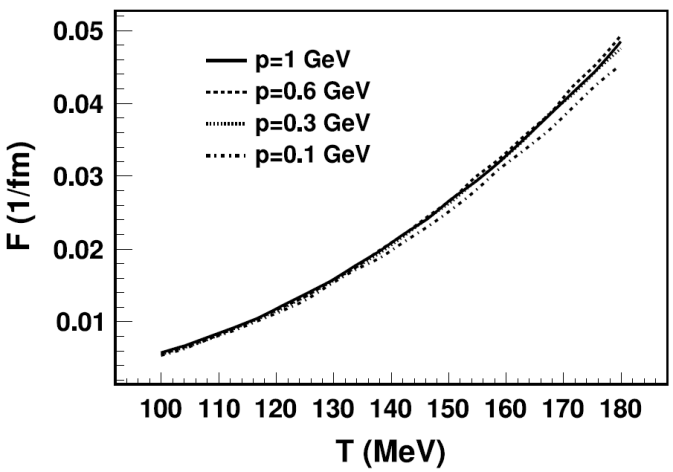 0.05
0.04
0.03
0.02
0.01
F (1/fm)
p=1 GeV
p=0.6 GeV
p=0.3 GeV
p=0.1 GeV
100 110 120 130 140 150 160 170 180
T (MeV)